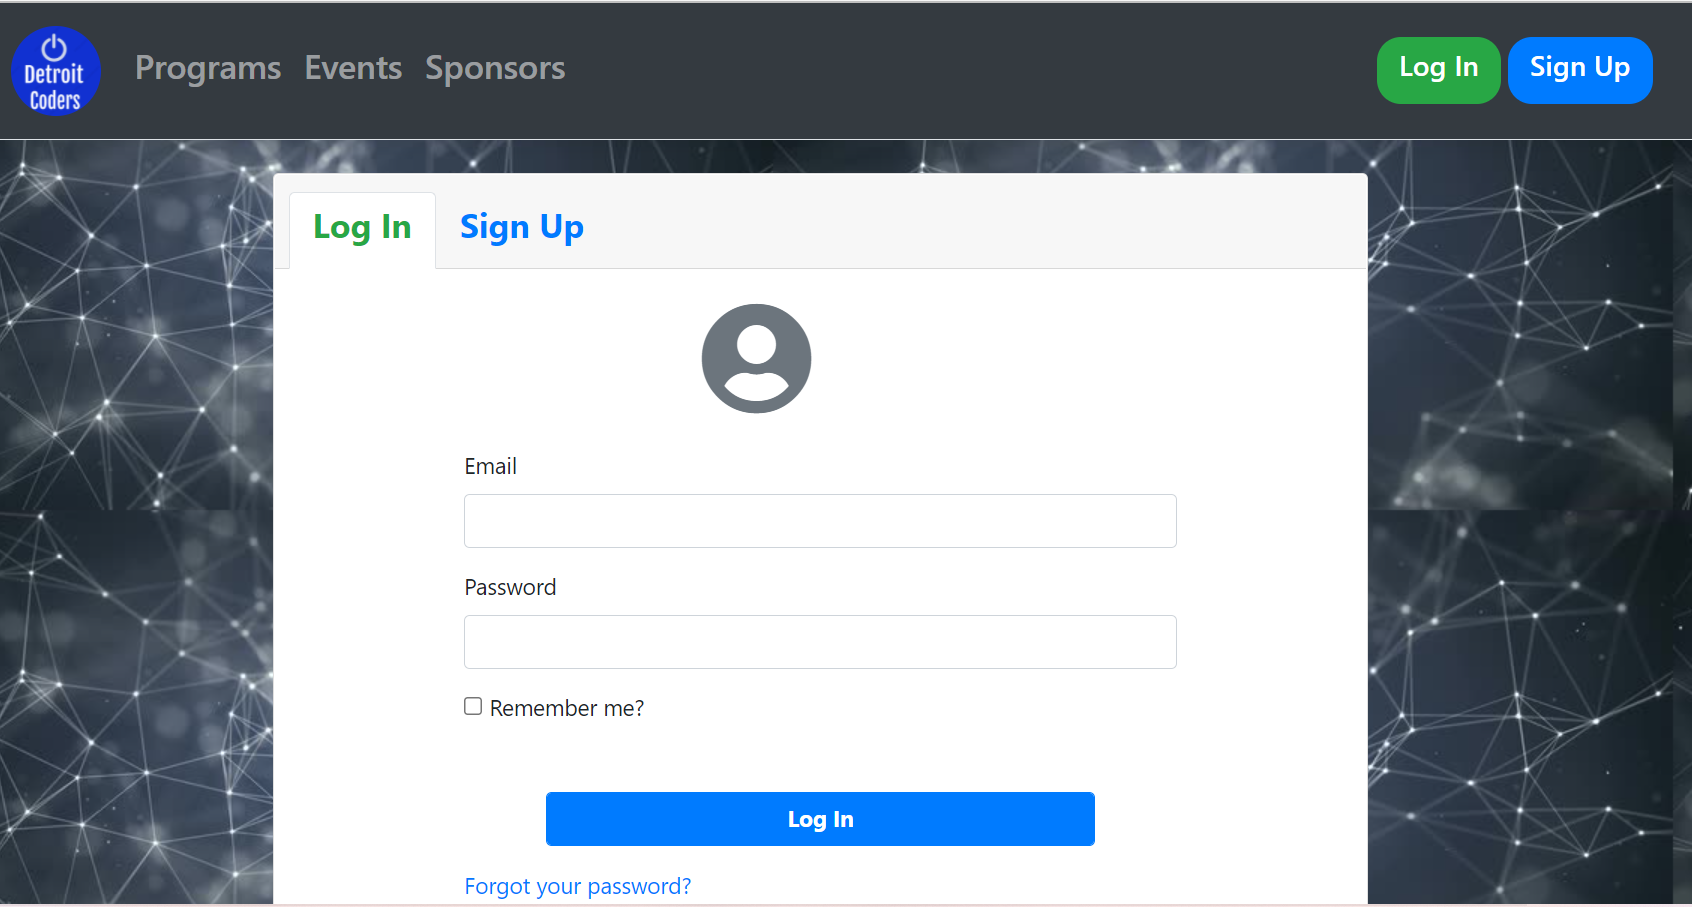 Detroit
Coders
Programs Events Sponsors
Log In Sign Up
Log In Sign Up
Email
Password
Remember me?
Log In
Forgot your password?